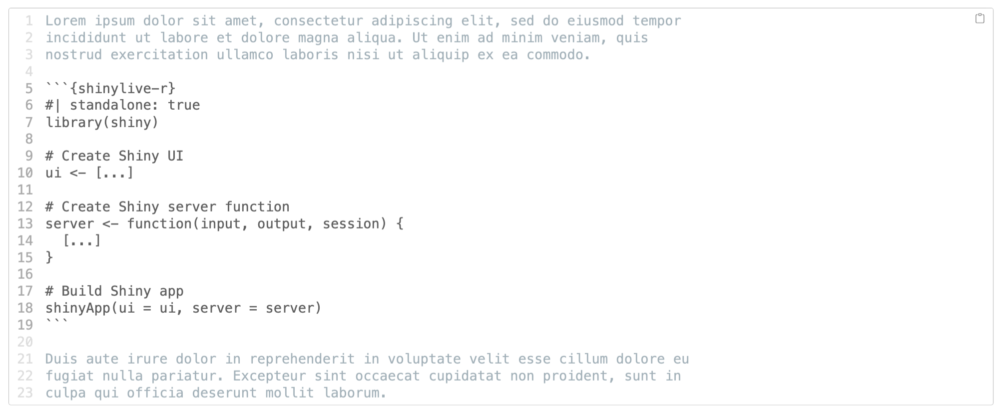 1 Lorem ipsum dolor sit amet, consectetur adipiscing elit, sed do eiusmod tempor
2 incididunt ut labore et dolore magna aliqua. Ut enim ad minim veniam, quis
3 nostrud exercitation ullamco laboris nisi ut aliquip ex ea commodo.
4
5 ```{shinylive-r}
6 #| standalone: true
7 library(shiny)
8
9 # Create Shiny UI
10 ui <- [...]
11
12 # Create Shiny server function
13 server <- function(input, output, session) {
14   [...]
15 }
16
17 # Build Shiny app
18 shinyApp(ui = ui, server = server)
19 ```
20
21 Duis aute irure dolor in reprehenderit in voluptate velit esse cillum dolore eu
22 fugiat nulla pariatur. Excepteur sint occaecat cupidatat non proident, sunt in
23 culpa qui officia deserunt mollit laborum.